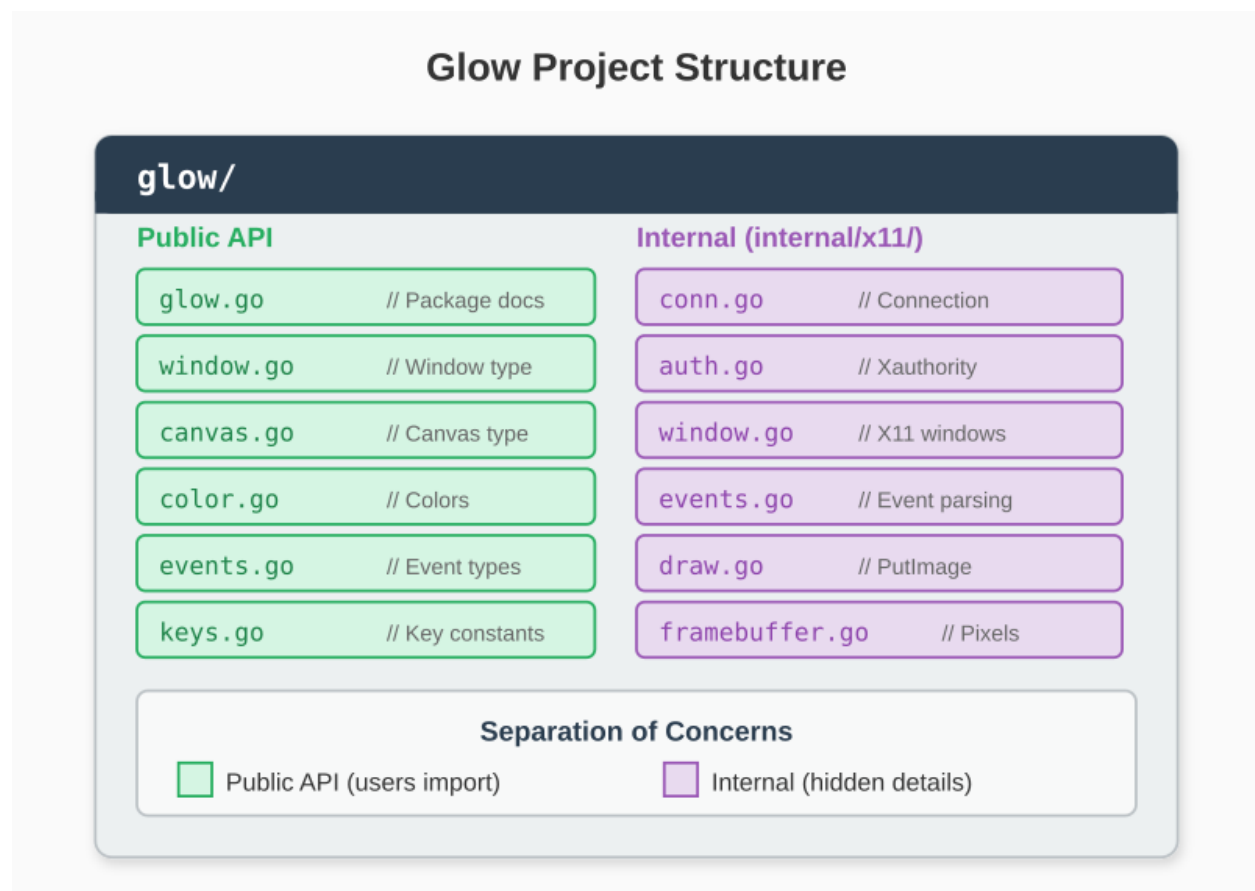 Glow Project Structure
glow/
Public API
glow.go // Package docs
window.go // Window type
canvas.go // Canvas type
color.go // Colors
events.go // Event types
keys.go // Key constants
Internal (internal/x11/)
conn.go // Connection
auth.go // Xauthority
window.go // X11 windows
events.go // Event parsing
draw.go // PutImage
framebuffer.go // Pixels
Separation of Concerns
Public API (users import)
Internal (hidden details)